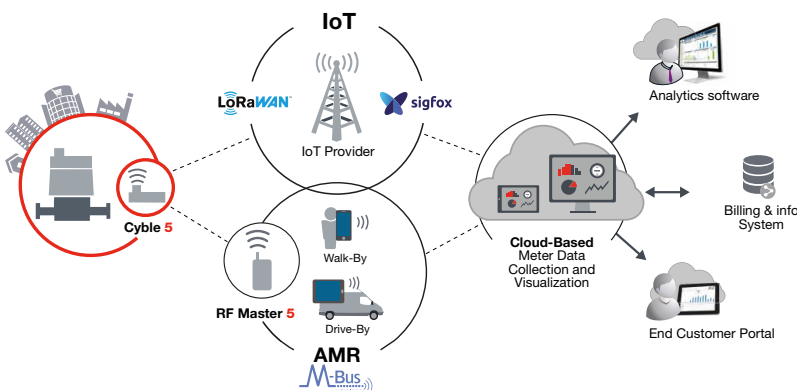 IoT
LoRaWAN™
sigfox
IoT Provider
Cyble 5
Walk-By
RF Master 5
Drive-By
AMR
M-Bus
Cloud-Based
Meter Data
Collection and
Visualization
Analytics software
Billing & info
System
End Customer Portal